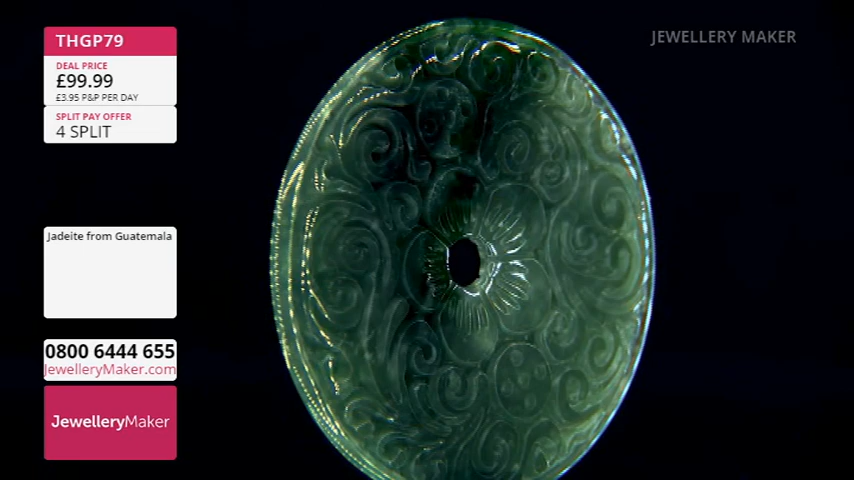 THGP79
DEAL PRICE
£99.99
£3.95 P&P PER DAY
SPLIT PAY OFFER
4 SPLIT
Jadeite from Guatemala
0800 6444 655
JewelleryMaker.com
JewelleryMaker
JEWELLERY MAKER